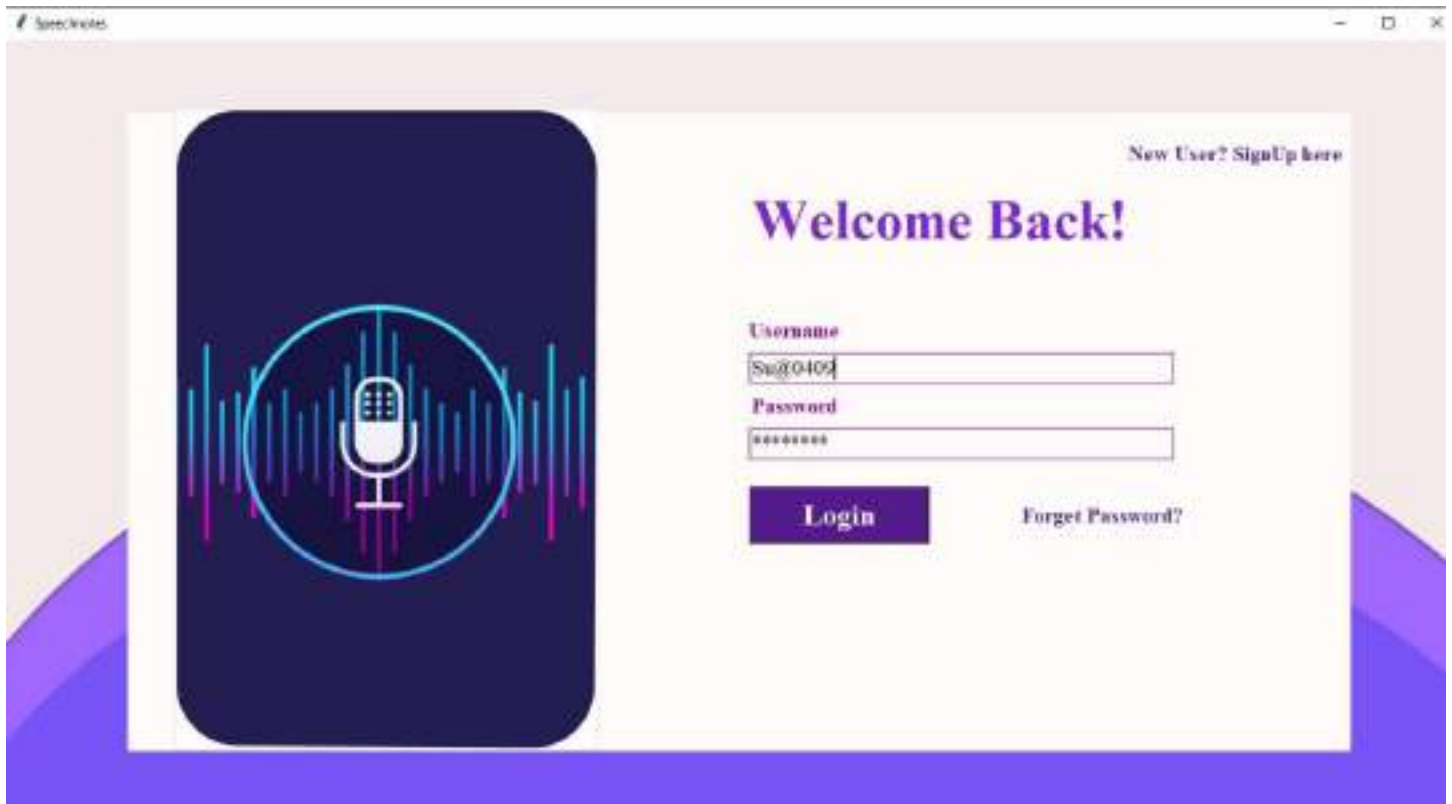 Speechnotes
New User? SignUp here
Welcome Back!
Username
Su@0409
Password
********
Login
Forget Password?